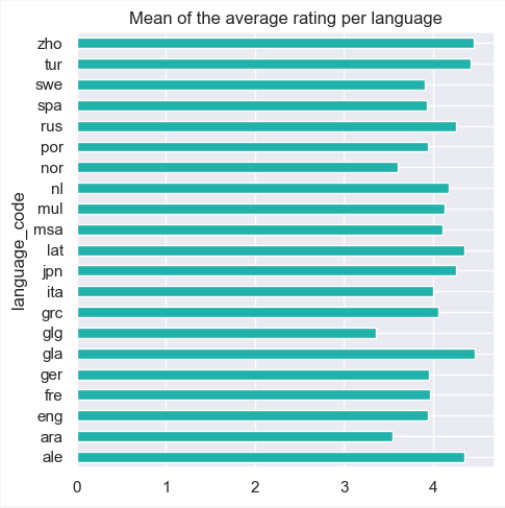 Mean of the average rating per language
language_code
zho
tur
swe
spa
rus
por
nor
nl
mul
msa
lat
jpn
ita
grc
glg
gla
ger
fre
eng
ara
ale
0 1 2 3 4